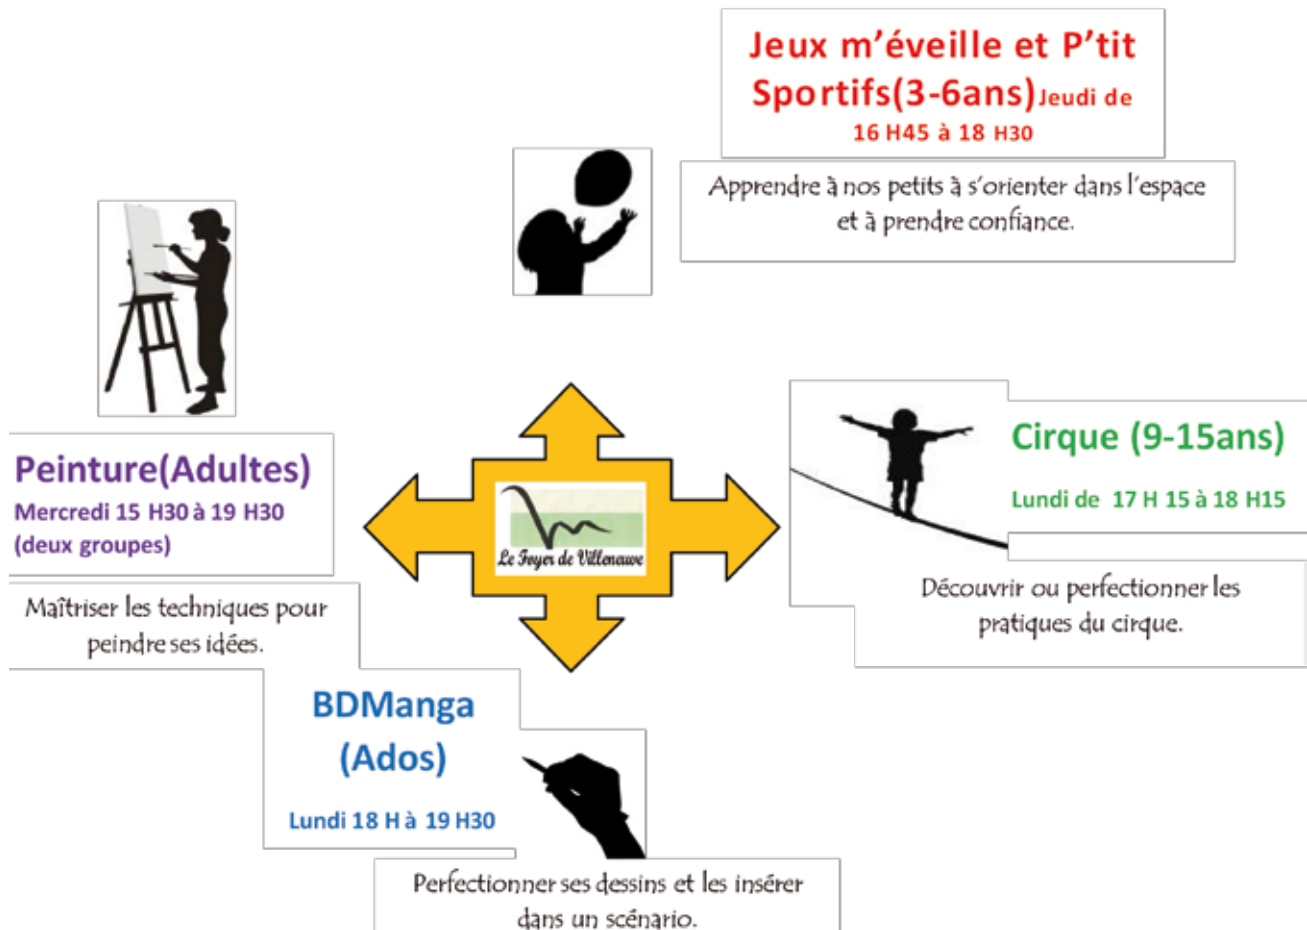 Jeux m'éveille et P'tit
Sportifs(3-6ans) Jeudi de
16 H45 à 18 H30
Apprendre à nos petits à s'orienter dans l'espace
et à prendre confiance.
Peinture(Adultes)
Mercredi 15 H30 à 19 H30
(deux groupes)
Maîtriser les techniques pour
peindre ses idées.
Le Foyer de Villeneuve
Cirque (9-15ans)
Lundi de 17 H 15 à 18 H15
Découvrir ou perfectionner les
pratiques du cirque.
BDManga
(Ados)
Lundi 18 H à 19 H30
Perfectionner ses dessins et les insérer
dans un scénario.